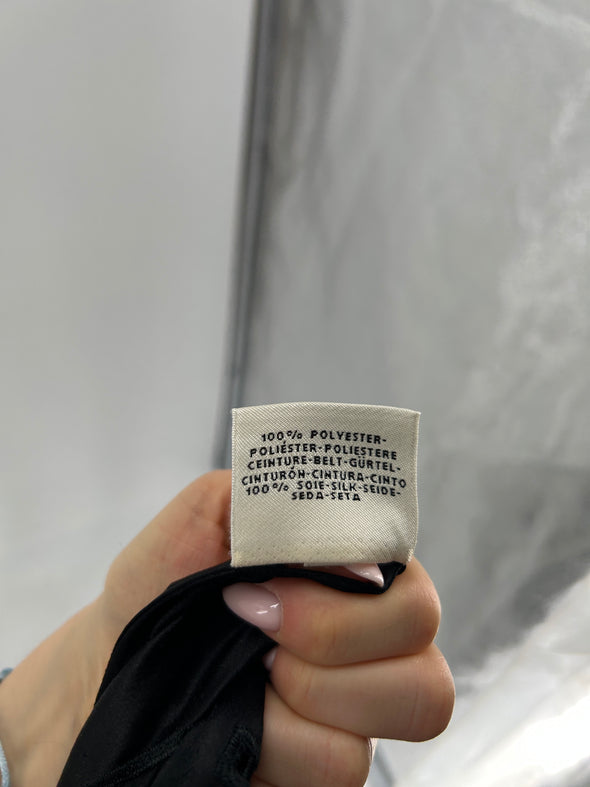 100% POLYESTER-
POLIÉSTER-POLIESTERE
CEINTURE-BELT-GÜRTEL-
CINTURÓN-CINTURA-CINTO
100% SOIE-SILK-SEIDE-
SEDA-SETA